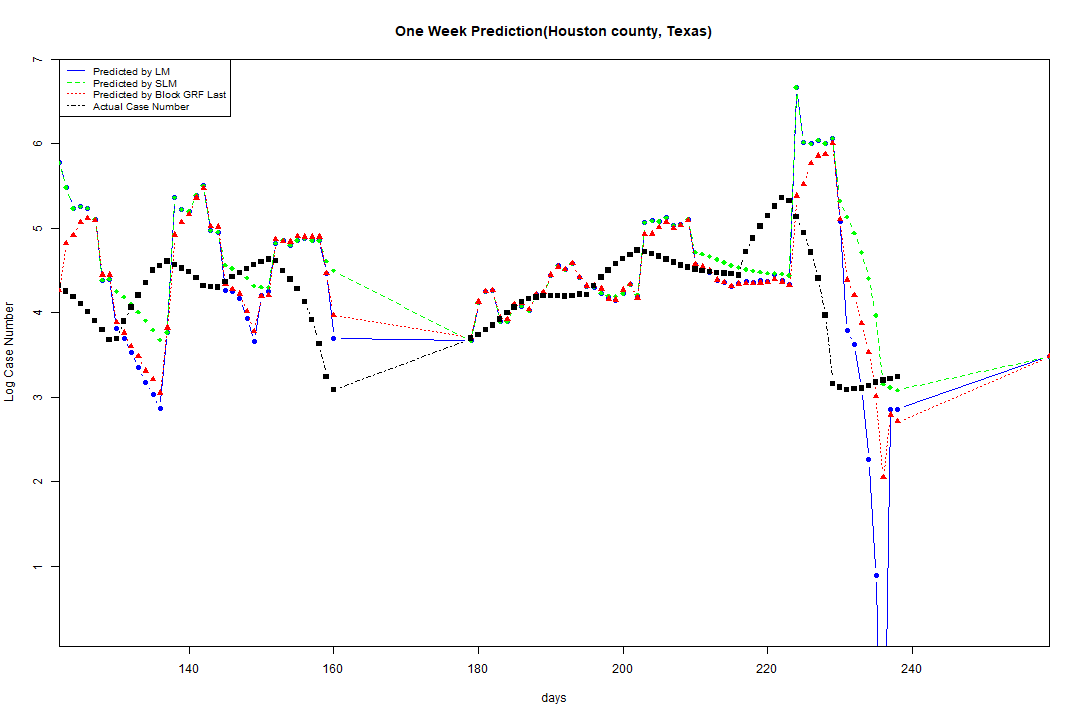 One Week Prediction(Houston county, Texas)
Predicted by LM
Predicted by SLM
Predicted by Block GRF Last
Actual Case Number
7
6
5
4
3
2
1
Log Case Number
140 160 180 200 220 240
days